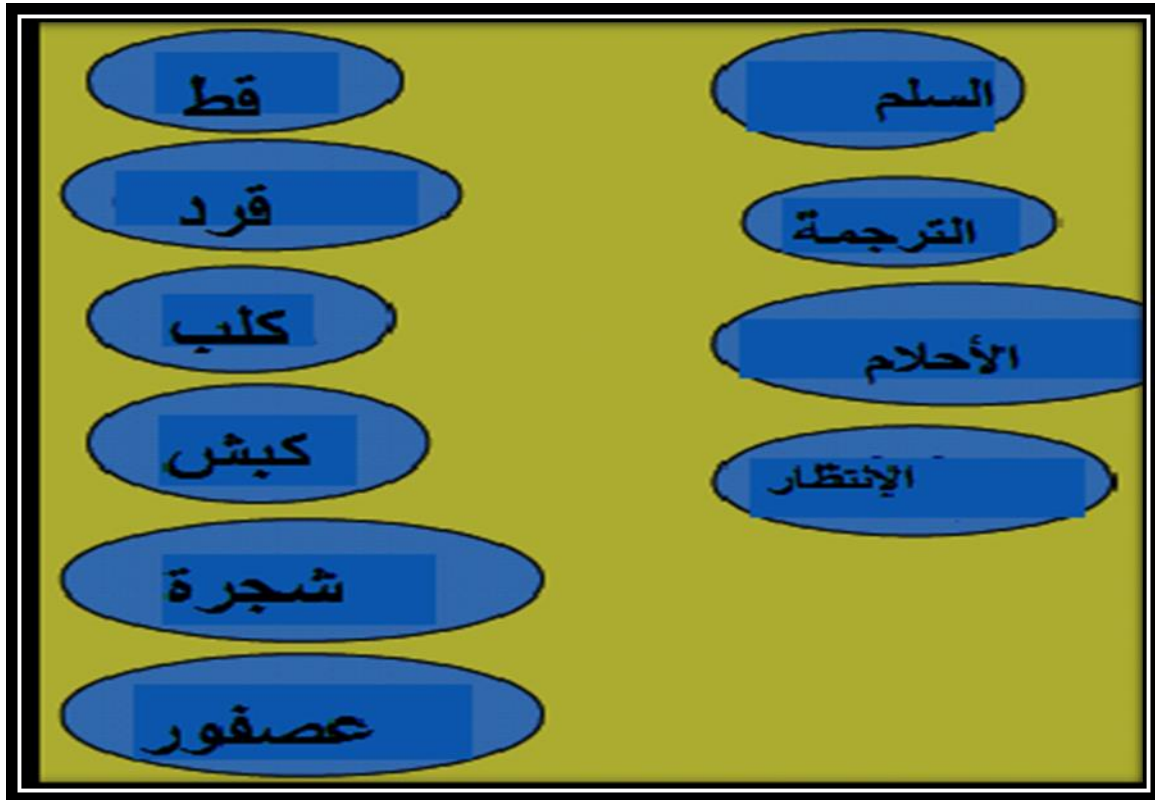 السلم
الترجمة
الأحلام
الإنتظار
قط
قرد
كلب
كبش
شجرة
عصفور